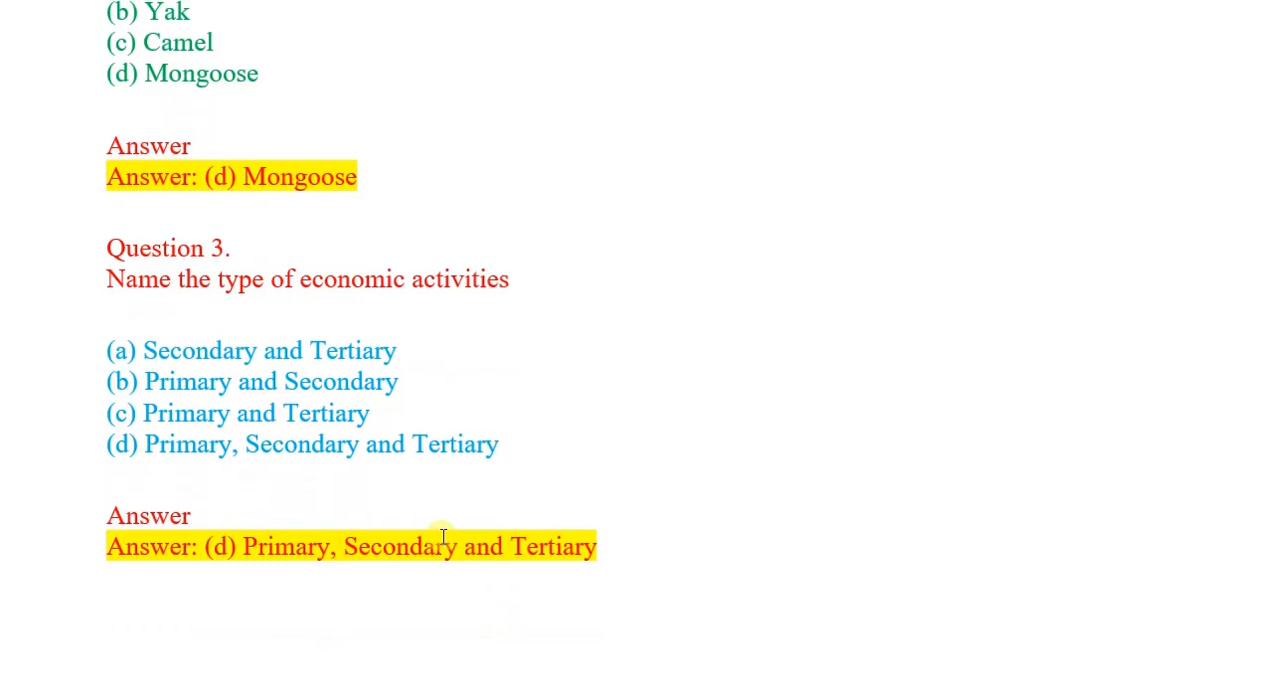 (b) Yak
(c) Camel
(d) Mongoose
Answer
Answer: (d) Mongoose
Question 3.
Name the type of economic activities
(a) Secondary and Tertiary
(b) Primary and Secondary
(c) Primary and Tertiary
(d) Primary, Secondary and Tertiary
Answer
Answer: (d) Primary, Secondary and Tertiary